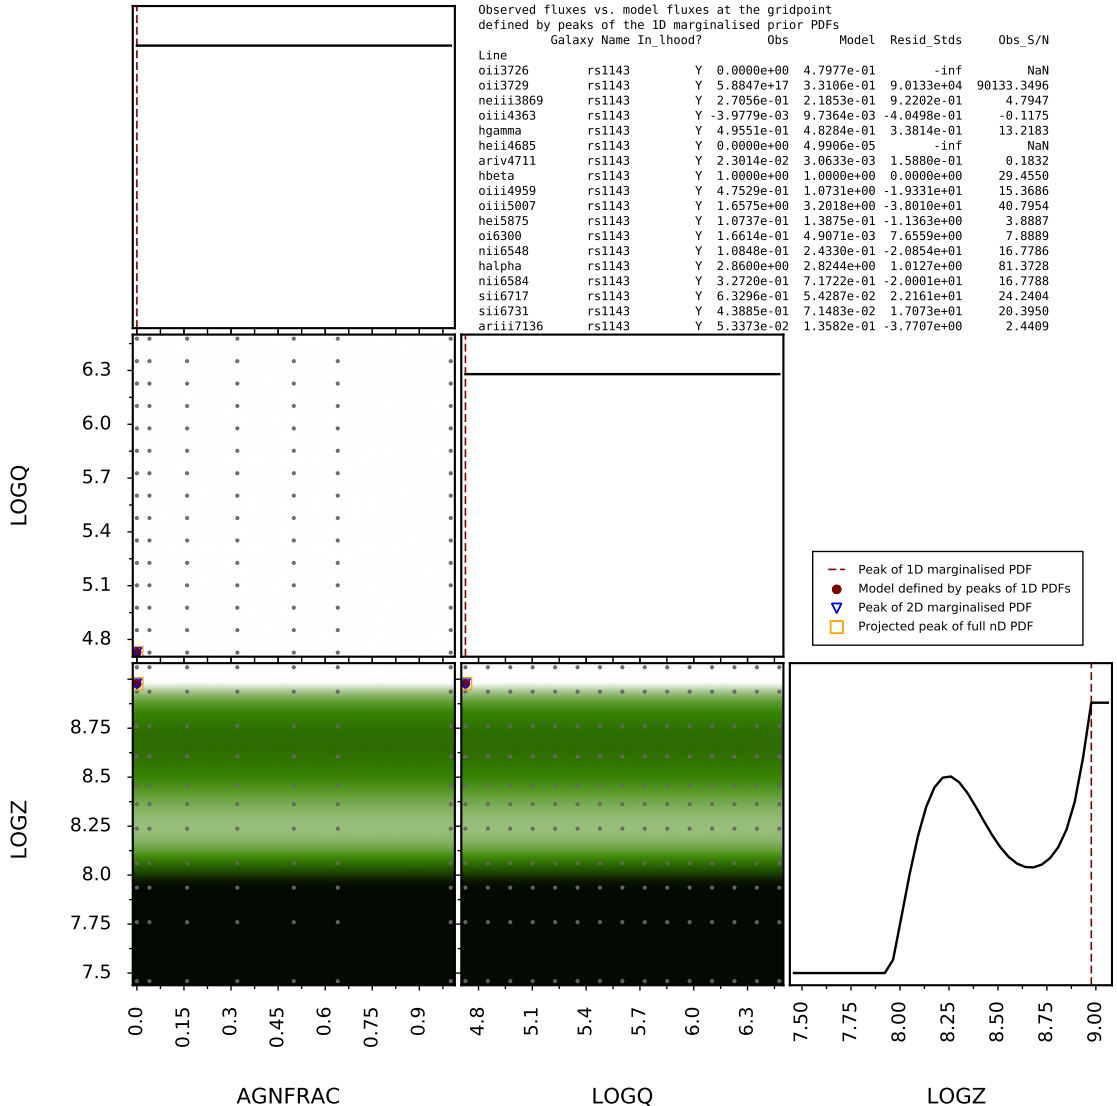 Observed fluxes vs. model fluxes at the gridpoint
defined by peaks of the 1D marginalised prior PDFs
Galaxy Name In_lhood? Obs Model Resid_Stds Obs_S/N
Line
oii3726 rs1143 Y 0.0000e+00 4.7977e-01 -inf NaN
oii3729 rs1143 Y 5.8847e+17 3.3106e-01 9.0133e+04 90133.3496
neiii3869 rs1143 Y 2.7056e-01 2.1853e-01 9.2202e-01 4.7947
oiii4363 rs1143 Y -3.9779e-03 9.7364e-03 -4.0498e-01 -0.1175
hgamma rs1143 Y 4.9551e-01 4.8284e-01 3.3814e-01 13.2183
heii4685 rs1143 Y 0.0000e+00 4.9906e-05 -inf NaN
ariv4711 rs1143 Y 2.3014e-02 3.0633e-03 1.5880e-01 0.1832
hbeta rs1143 Y 1.0000e+00 1.0000e+00 0.0000e+00 29.4550
oiii4959 rs1143 Y 4.7529e-01 1.0731e+00 -1.9331e+01 15.3686
oiii5007 rs1143 Y 1.6575e+00 3.2018e+00 -3.8010e+01 40.7954
hei5875 rs1143 Y 1.0737e-01 1.3875e-01 -1.1363e+00 3.8887
oi6300 rs1143 Y 1.6614e-01 4.9071e-03 7.6559e+00 7.8889
nii6548 rs1143 Y 1.0848e-01 2.4330e-01 -2.0854e+01 16.7786
halpha rs1143 Y 2.8600e+00 2.8244e+00 1.0127e+00 81.3728
nii6584 rs1143 Y 3.2720e-01 7.1722e-01 -2.0001e+01 16.7788
sii6717 rs1143 Y 6.3296e-01 5.4287e-02 2.2161e+01 24.2404
sii6731 rs1143 Y 4.3885e-01 7.1483e-02 1.7073e+01 20.3950
ariii7136 rs1143 Y 5.3373e-02 1.3582e-01 -3.7707e+00 2.4409
6.3
6.0
5.7
5.4
5.1
4.8
LOGQ
Peak of 1D marginalised PDF
Model defined by peaks of 1D PDFs
Peak of 2D marginalised PDF
Projected peak of full nD PDF
8.75
8.5
8.25
8.0
7.75
7.5
LOGZ
0.0 0.15 0.3 0.45 0.6 0.75 0.9
4.8 5.1 5.4 5.7 6.0 6.3
7.50 7.75 8.00 8.25 8.50 8.75 9.00
AGNFRAC LOGQ LOGZ